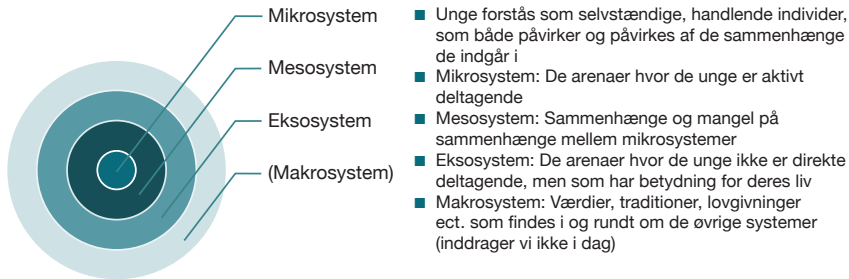 Mikrosystem
Mesosystem
Eksosystem
(Makrosystem)
■ Unge forstås som selvstændige, handlende individer,
som både påvirker og påvirkes af de sammenhænge
de indgår i
■ Mikrosystem: De arenaer hvor de unge er aktivt
deltagende
■ Mesosystem: Sammenhænge og mangel på
sammenhænge mellem mikrosystemer
■ Eksosystem: De arenaer hvor de unge ikke er direkte
deltagende, men som har betydning for deres liv
■ Makrosystem: Værdier, traditioner, lovgivninger
ect. som findes i og rundt om de øvrige systemer
(inddrager vi ikke i dag)